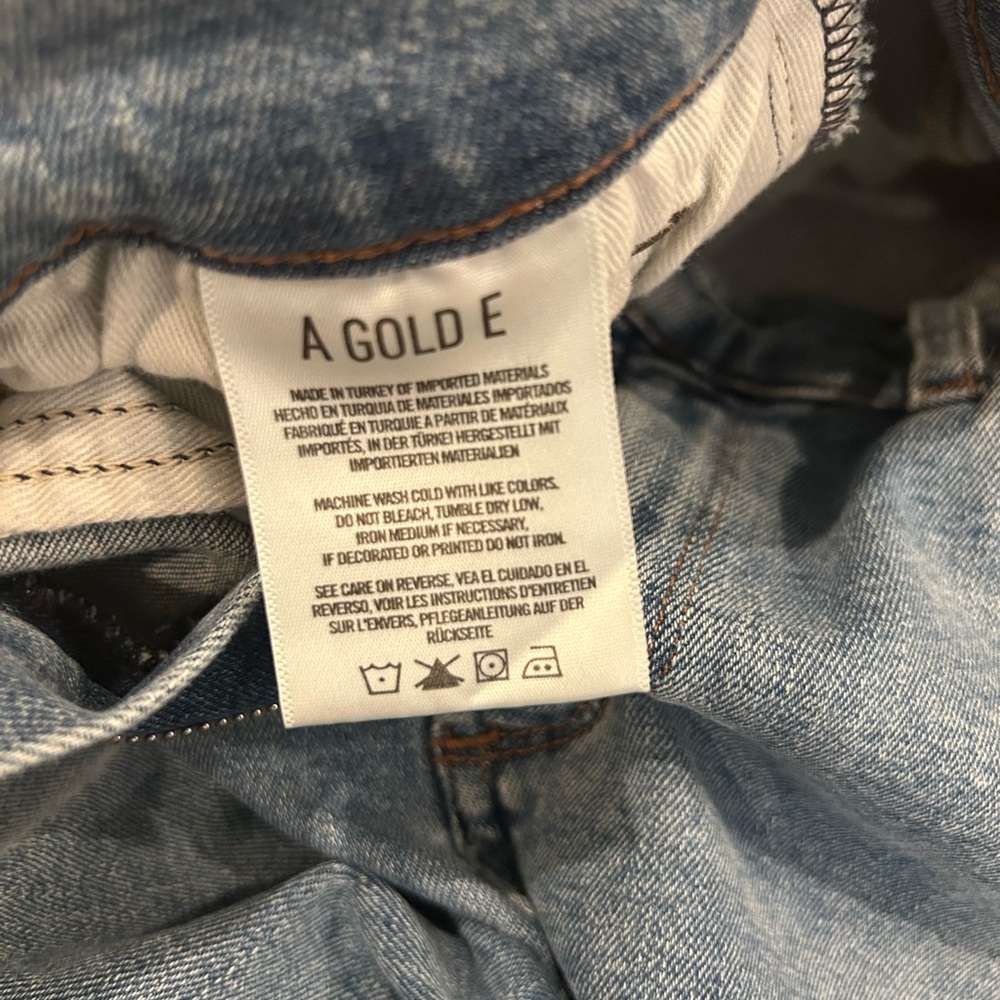 A GOLD E
MADE IN TURKEY OF IMPORTED MATERIALS
HECHO EN TURQUIA DE MATERIALES IMPORTADOS
FABRIQUÉ EN TURQUIE A PARTIR DE MATÉRIAUX
IMPORTÉS, IN DER TÜRKEI HERGESTELLT MIT
IMPORTIERTEN MATERIALIEN
MACHINE WASH COLD WITH LIKE COLORS.
DO NOT BLEACH, TUMBLE DRY LOW,
IRON MEDIUM IF NECESSARY,
IF DECORATED OR PRINTED DO NOT IRON.
SEE CARE ON REVERSE, VEA EL CUIDADO EN EL
REVERSO, VOIR LES INSTRUCTIONS D'ENTRETIEN
SUR L'ENVERS, PFLEGEANLEITUNG AUF DER
RÜCKSEITE